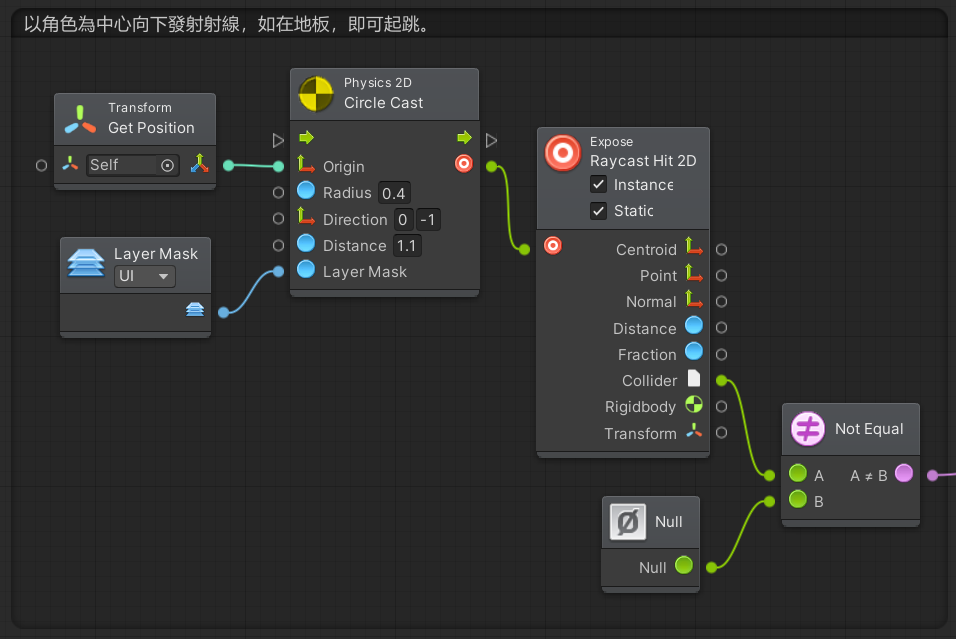 以角色為中心向下發射射線，如在地板，即可起跳。
Transform
Get Position
Self
Physics 2D
Circle Cast
Origin
Radius 0.4
Direction 0 -1
Distance 1.1
Layer Mask
Layer Mask
UI
Expose
Raycast Hit 2D
Instance
Static
Centroid
Point
Normal
Distance
Fraction
Collider
Rigidbody
Transform
Not Equal
A A ≠ B
B
Null
Null